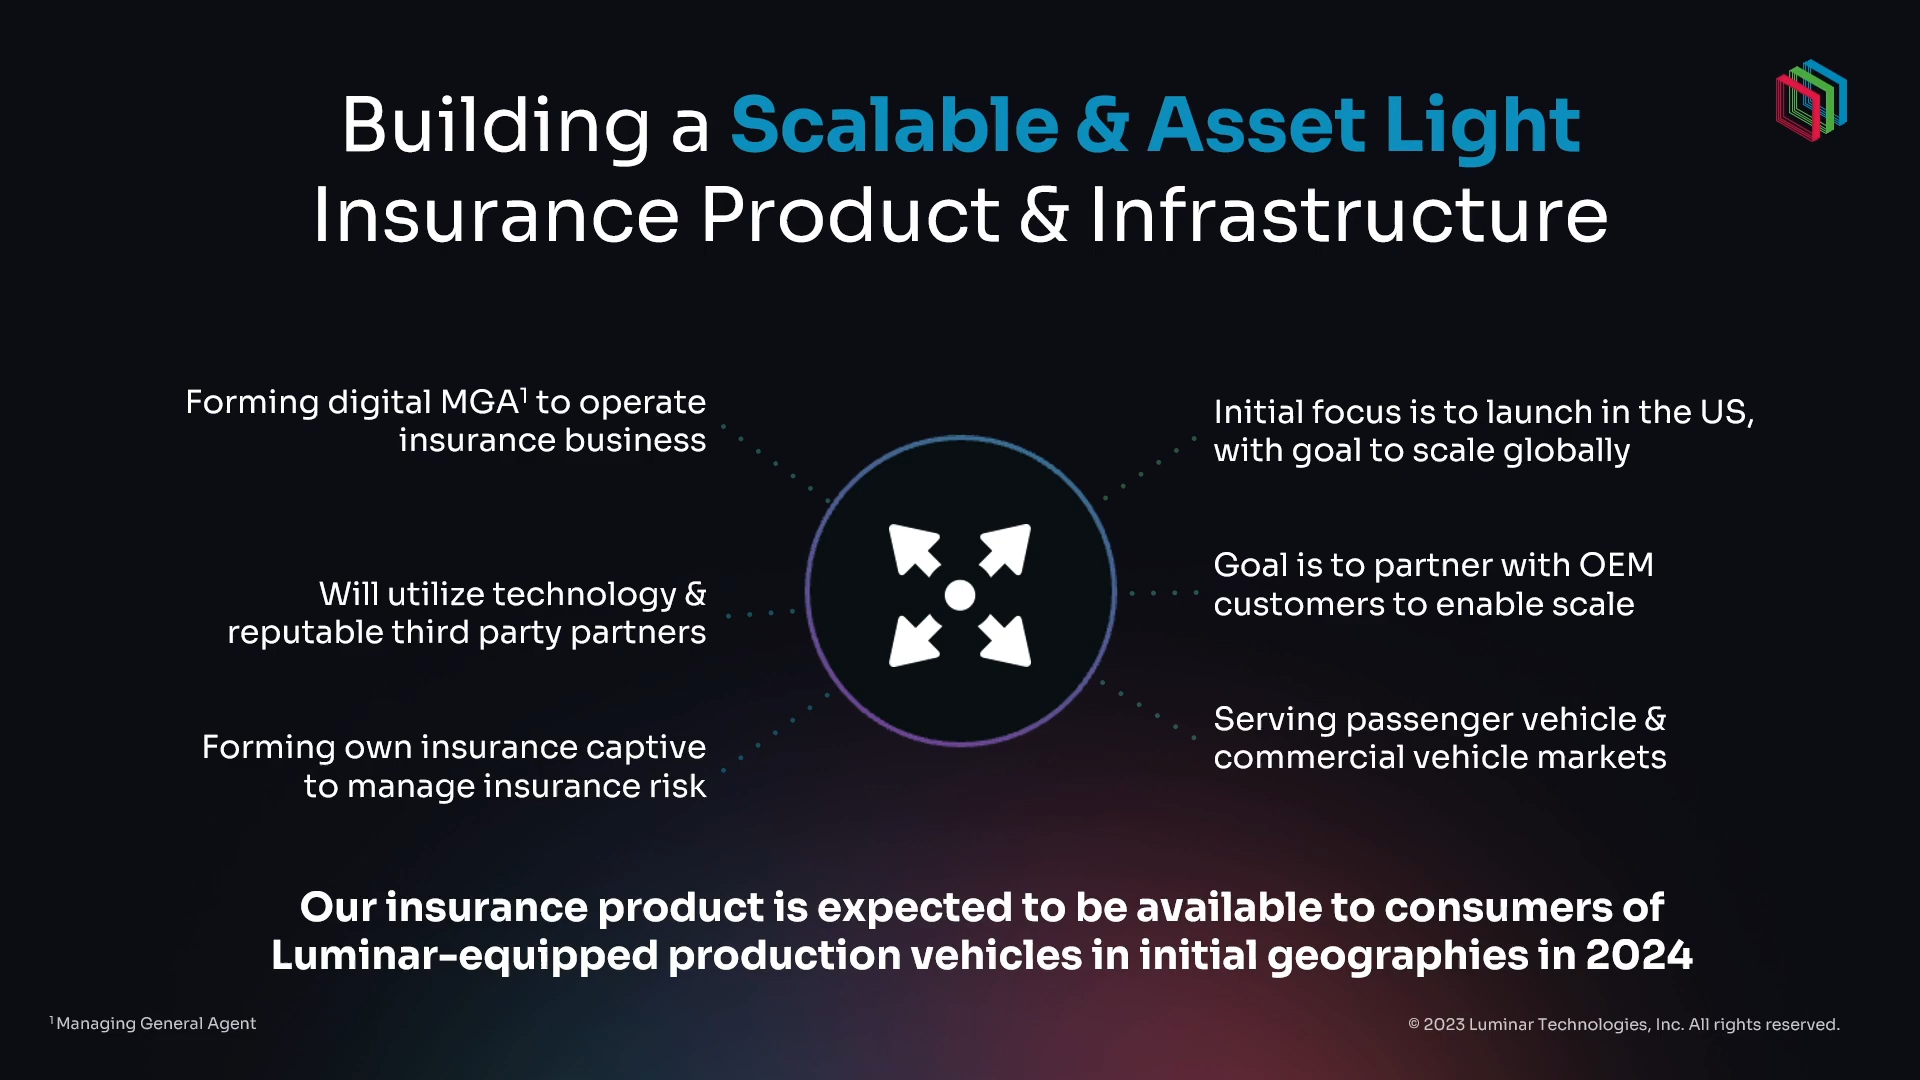 Building a Scalable & Asset Light
Insurance Product & Infrastructure
Forming digital MGA¹ to operate
insurance business
Will utilize technology &
reputable third party partners
Forming own insurance captive
to manage insurance risk
Initial focus is to launch in the US,
with goal to scale globally
Goal is to partner with OEM
customers to enable scale
Serving passenger vehicle &
commercial vehicle markets
Our insurance product is expected to be available to consumers of
Luminar-equipped production vehicles in initial geographies in 2024
¹ Managing General Agent
© 2023 Luminar Technologies, Inc. All rights reserved.